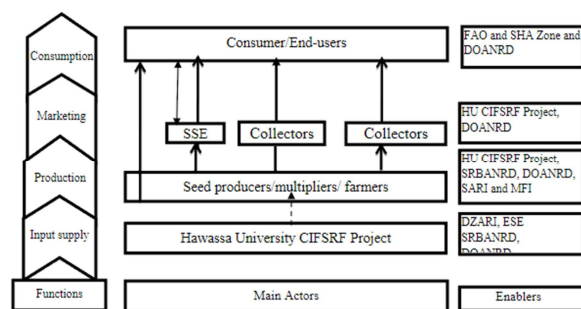 Consumption
Consumer/End-users
FAO and SHA Zone and
DOANRD
Marketing
SSE
Collectors
Collectors
HU CIFSRF Project,
DOANRD
Production
Seed producers/multipliers/ farmers
HU CIFSRF Project,
SRBANRD, DOANRD,
SARI and MFI
Input supply
Hawassa University CIFSRF Project
DZARI, ESE
SRBANRD,
DOANRD
Functions
Main Actors
Enablers